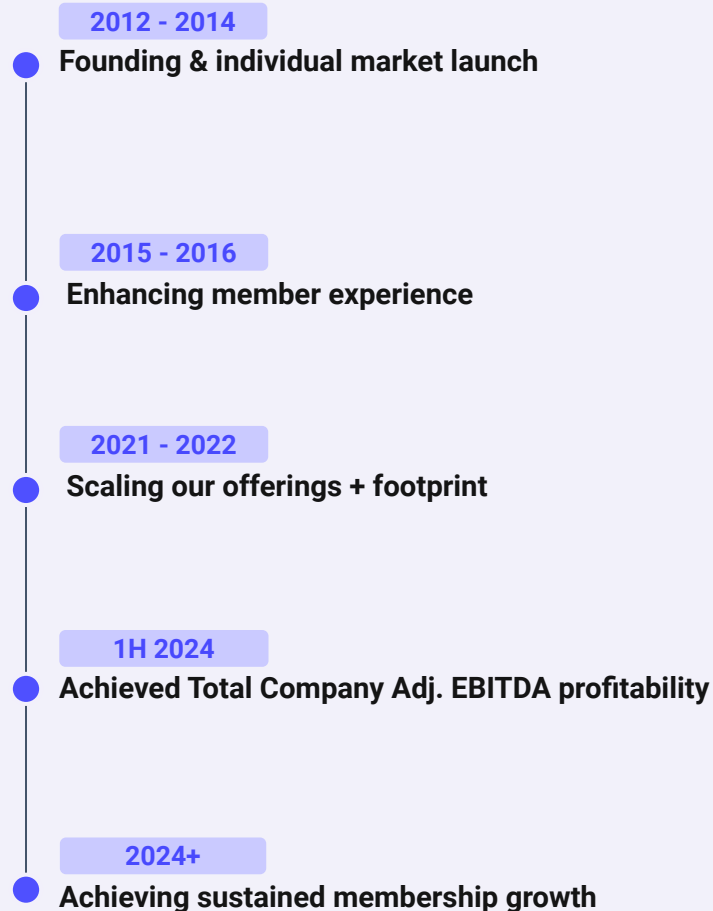 2012 - 2014
Founding & individual market launch
2015 - 2016
Enhancing member experience
2021 - 2022
Scaling our offerings + footprint
1H 2024
Achieved Total Company Adj. EBITDA profitability
2024+
Achieving sustained membership growth